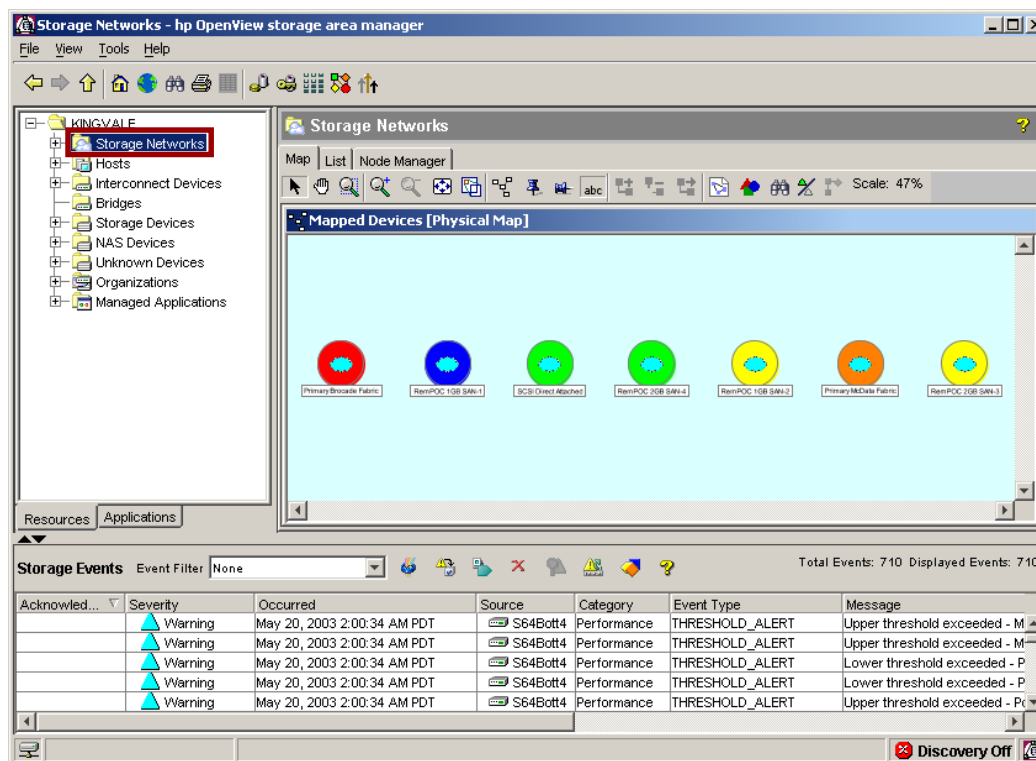 Storage Networks - hp OpenView storage area manager
File View Tools Help
KINGVALE
Storage Networks
Hosts
Interconnect Devices
Bridges
Storage Devices
NAS Devices
Unknown Devices
Organizations
Managed Applications
Resources Applications
Storage Networks
Map List Node Manager
abc Scale: 47%
Mapped Devices [Physical Map]
Primary Brocade Fabric RemPOC 1GB SAN-1 SCSI Direct Attached RemPOC 2GB SAN-4 RemPOC 1GB SAN-2 Primary McData Fabric RemPOC 2GB SAN-3
Storage Events Event Filter None Total Events: 710 Displayed Events: 710
Acknowled... Severity Occurred Source Category Event Type Message
Warning May 20, 2003 2:00:34 AM PDT S64Bott4 Performance THRESHOLD_ALERT Upper threshold exceeded - M
Warning May 20, 2003 2:00:34 AM PDT S64Bott4 Performance THRESHOLD_ALERT Upper threshold exceeded - M
Warning May 20, 2003 2:00:34 AM PDT S64Bott4 Performance THRESHOLD_ALERT Lower threshold exceeded - P
Warning May 20, 2003 2:00:34 AM PDT S64Bott4 Performance THRESHOLD_ALERT Lower threshold exceeded - P
Warning May 20, 2003 2:00:34 AM PDT S64Bott4 Performance THRESHOLD_ALERT Upper threshold exceeded - Po
Discovery Off